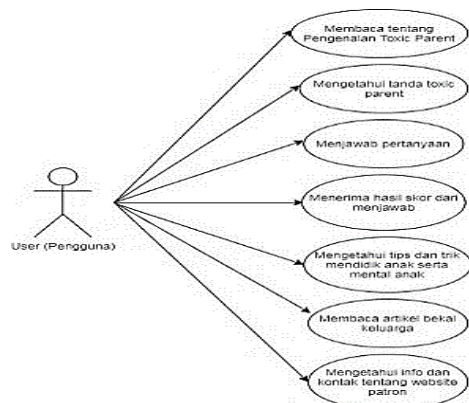 Membaca tentang
Pengenalan Toxic Parent
Mengetahui tanda toxic
parent
Menjawab pertanyaan
Menerima hasil skor dari
menjawab
User (Pengguna)
Mengetahui tips dan trik
mendidik anak serta
mental anak
Membaca artikel bekal
keluarga
Mengetahui info dan
kontak tentang website
patron